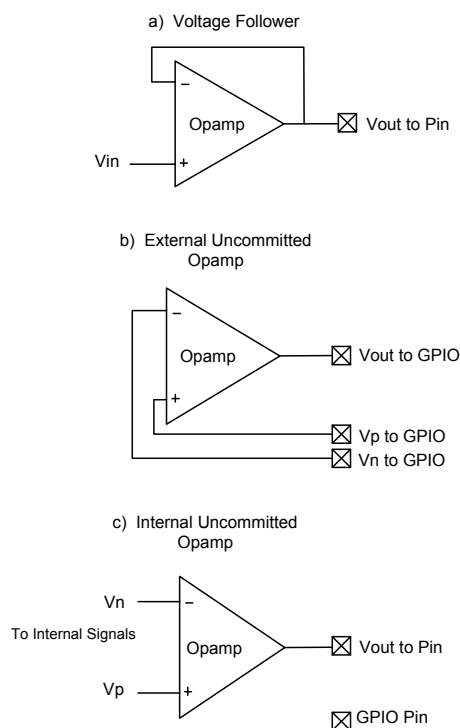 a) Voltage Follower
−
Opamp
Vout to Pin
Vin
+
b) External Uncommitted
Opamp
−
Opamp
Vout to GPIO
+
Vp to GPIO
Vn to GPIO
c) Internal Uncommitted
Opamp
Vn
−
To Internal Signals
Opamp
Vout to Pin
Vp
+
GPIO Pin